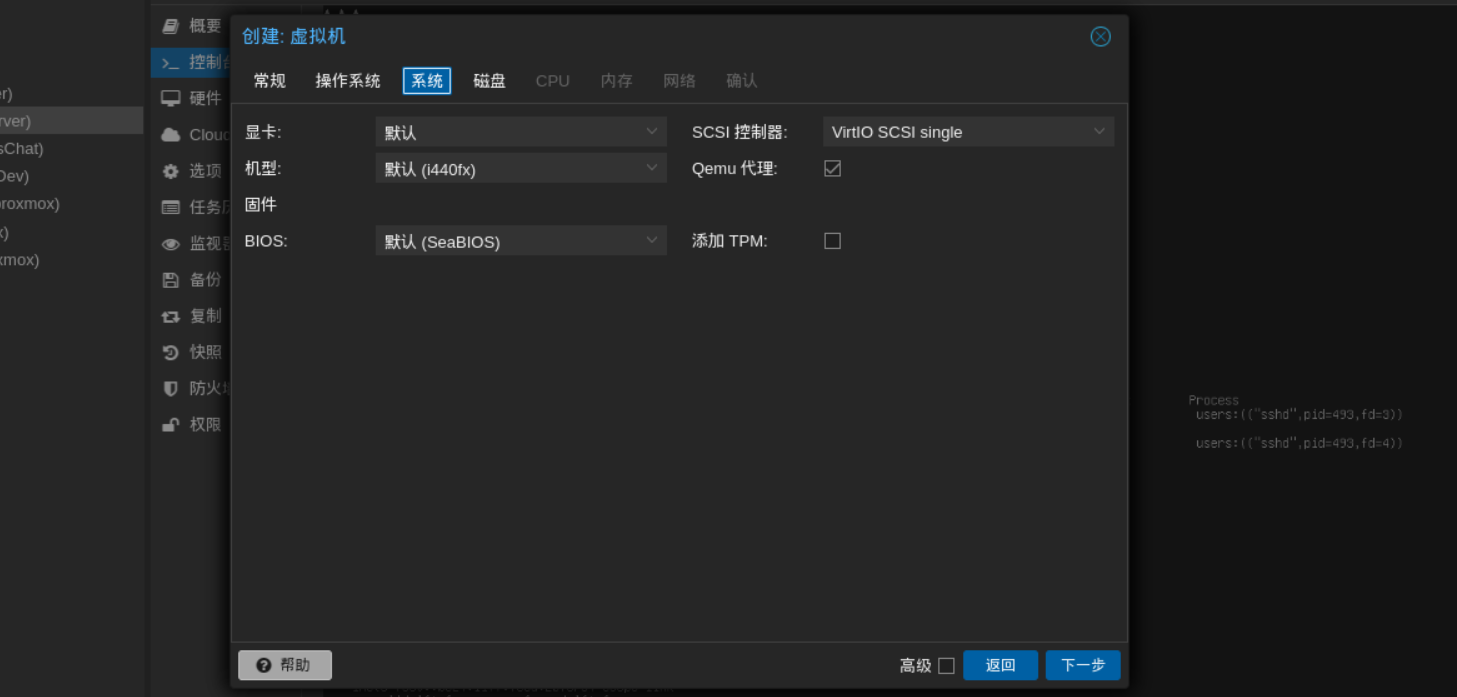 er)
rver)
sChat)
Dev)
proxmox)
x)
xmox)
概要
控制台
硬件
Cloud
选项
任务历
监视器
备份
复制
快照
防火墙
权限
创建: 虚拟机
常规 操作系统 系统 磁盘 CPU 内存 网络 确认
显卡: 默认 SCSI 控制器: VirtIO SCSI single
机型: 默认 (i440fx) Qemu 代理:
固件
BIOS: 默认 (SeaBIOS) 添加 TPM:
帮助 高级 返回 下一步
Process
users:(("sshd",pid=493,fd=3))
users:(("sshd",pid=493,fd=4))